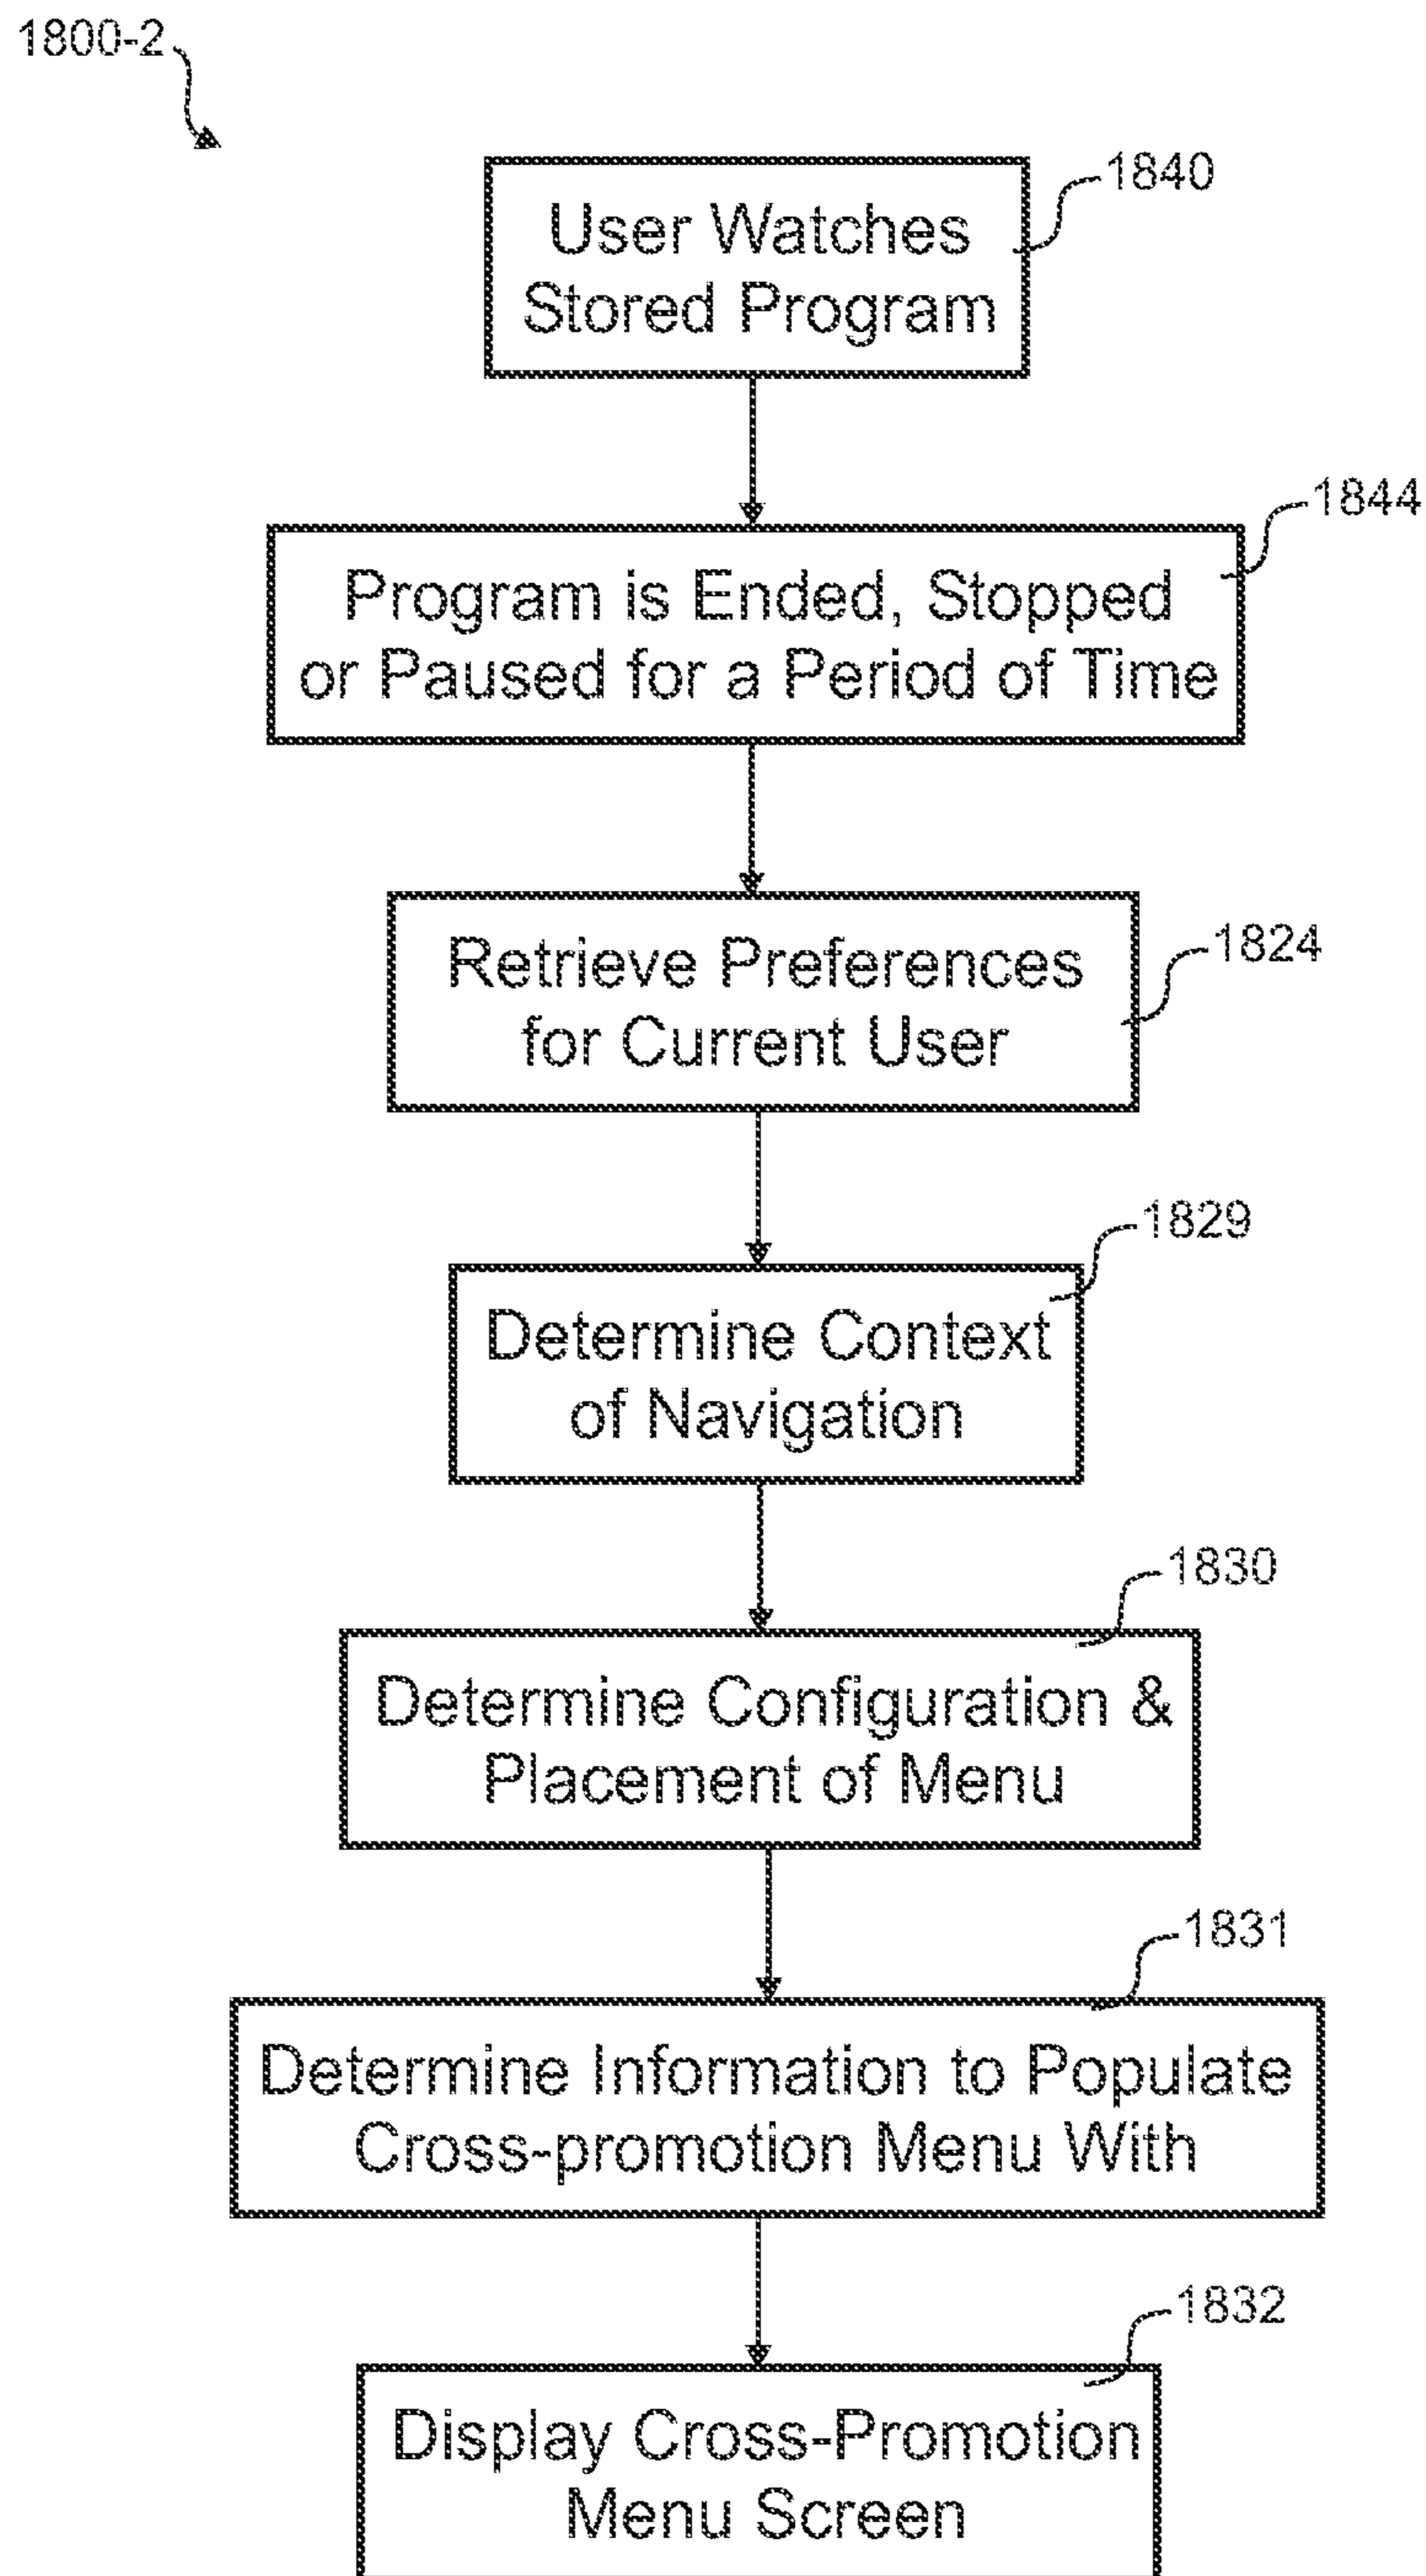 1800-2
1840
User Watches
Stored Program
1844
Program is Ended, Stopped
or Paused for a Period of Time
1824
Retrieve Preferences
for Current User
1829
Determine Context
of Navigation
1830
Determine Configuration &
Placement of Menu
1831
Determine Information to Populate
Cross-promotion Menu With
1832
Display Cross-Promotion
Menu Screen